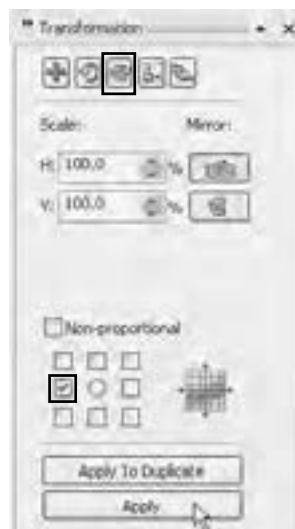 Transformation
Scale: Mirror:
H: 100.0 %
V: 100.0 %
Non-proportional
Apply To Duplicate
Apply